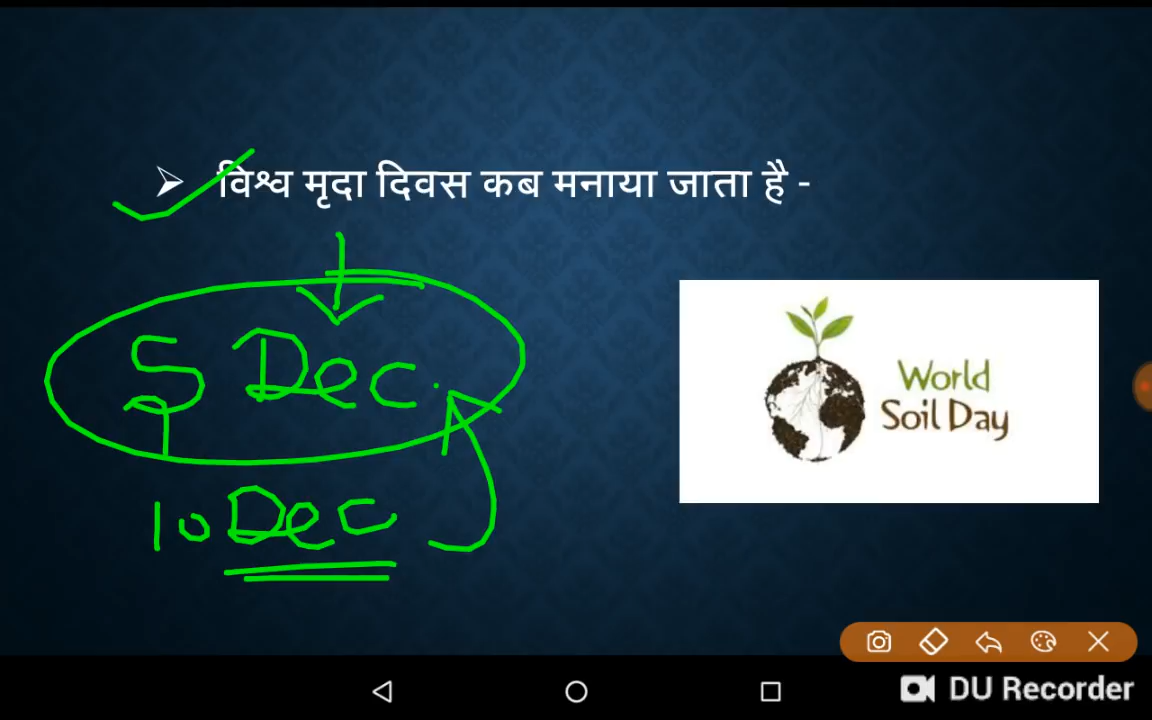 विश्व मृदा दिवस कब मनाया जाता है -
5 Dec.
10 Dec
World
Soil Day
DU Recorder